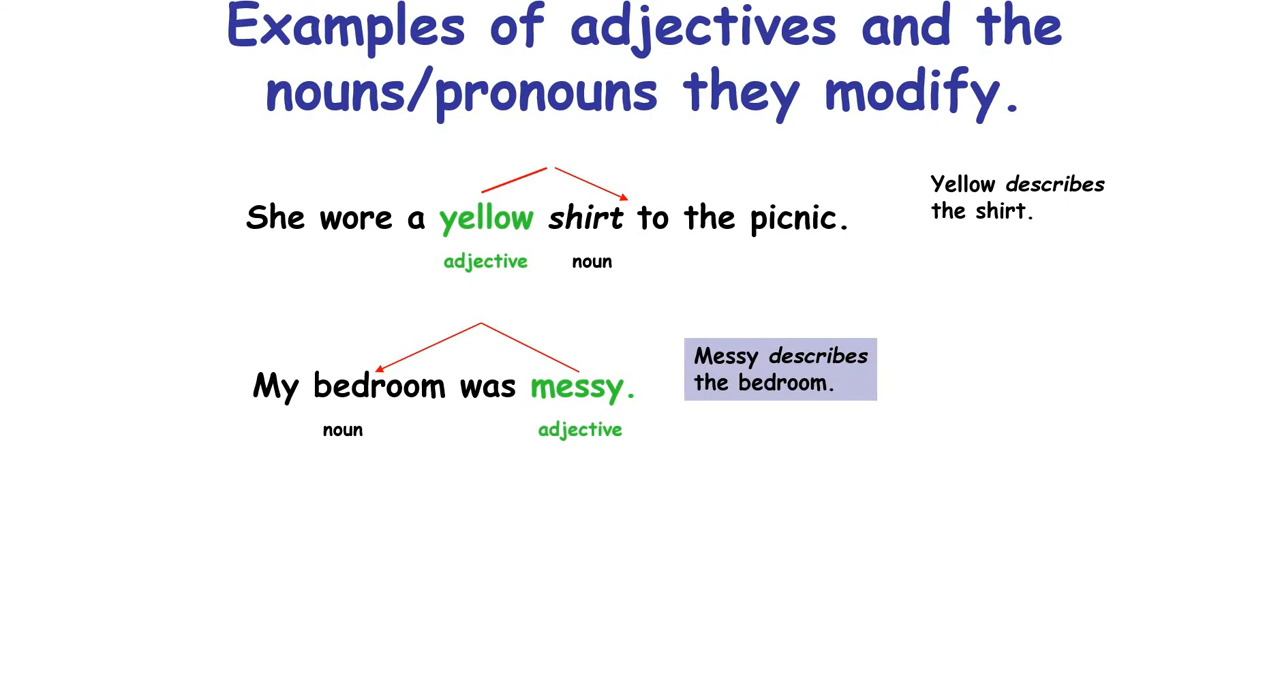 Examples of adjectives and the
nouns/pronouns they modify.
She wore a yellow shirt to the picnic.
adjective noun
Yellow describes
the shirt.
My bedroom was messy.
noun adjective
Messy describes
the bedroom.